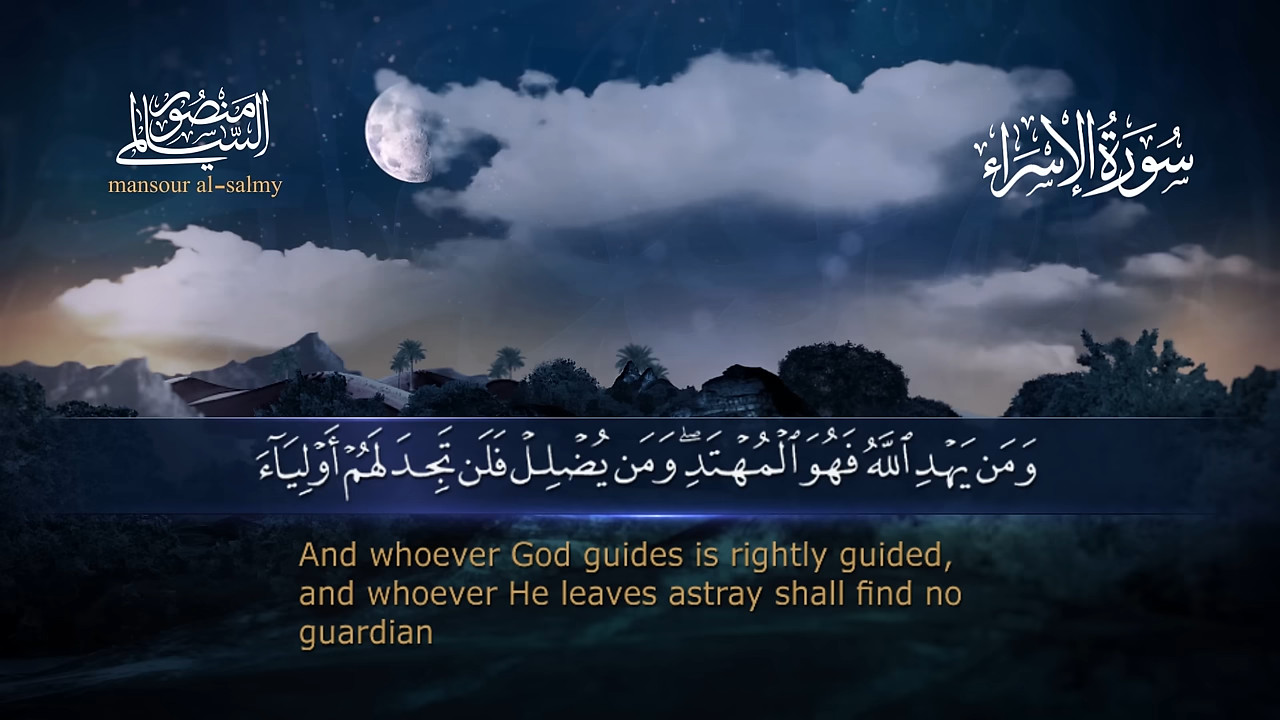 منصور السالمي
mansour al-salmy
سُورَةُ الإِسْرَاء
وَمَن يَهْدِ ٱللَّهُ فَهُوَ ٱلْمُهْتَدِ ۖ وَمَن يُضْلِلْ فَلَن تَجِدَ لَهُمْ أَوْلِيَآءَ
And whoever God guides is rightly guided,
and whoever He leaves astray shall find no
guardian